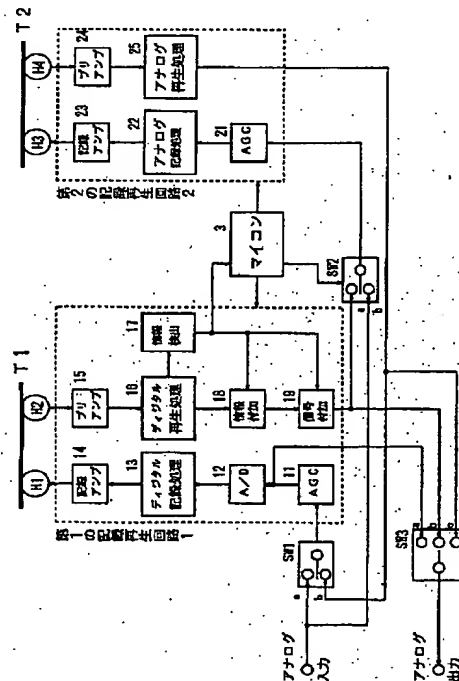 T1
T2
H1
H2
H3
H4
14
記録
アンプ
15
プリ
アンプ
23
記録
アンプ
24
プリ
アンプ
13
ディジタル
記録処理
16
ディジタル
再生処理
17
情報
検出
22
アナログ
記録処理
25
アナログ
再生処理
12
A/D
18
情報
付加
3
マイコン
21
AGC
11
AGC
19
信号
付加
第1の記録再生回路1
第2の記録再生回路2
SW1
a
b
SW2
a
b
SW3
a
b
アナログ
入力
アナログ
出力